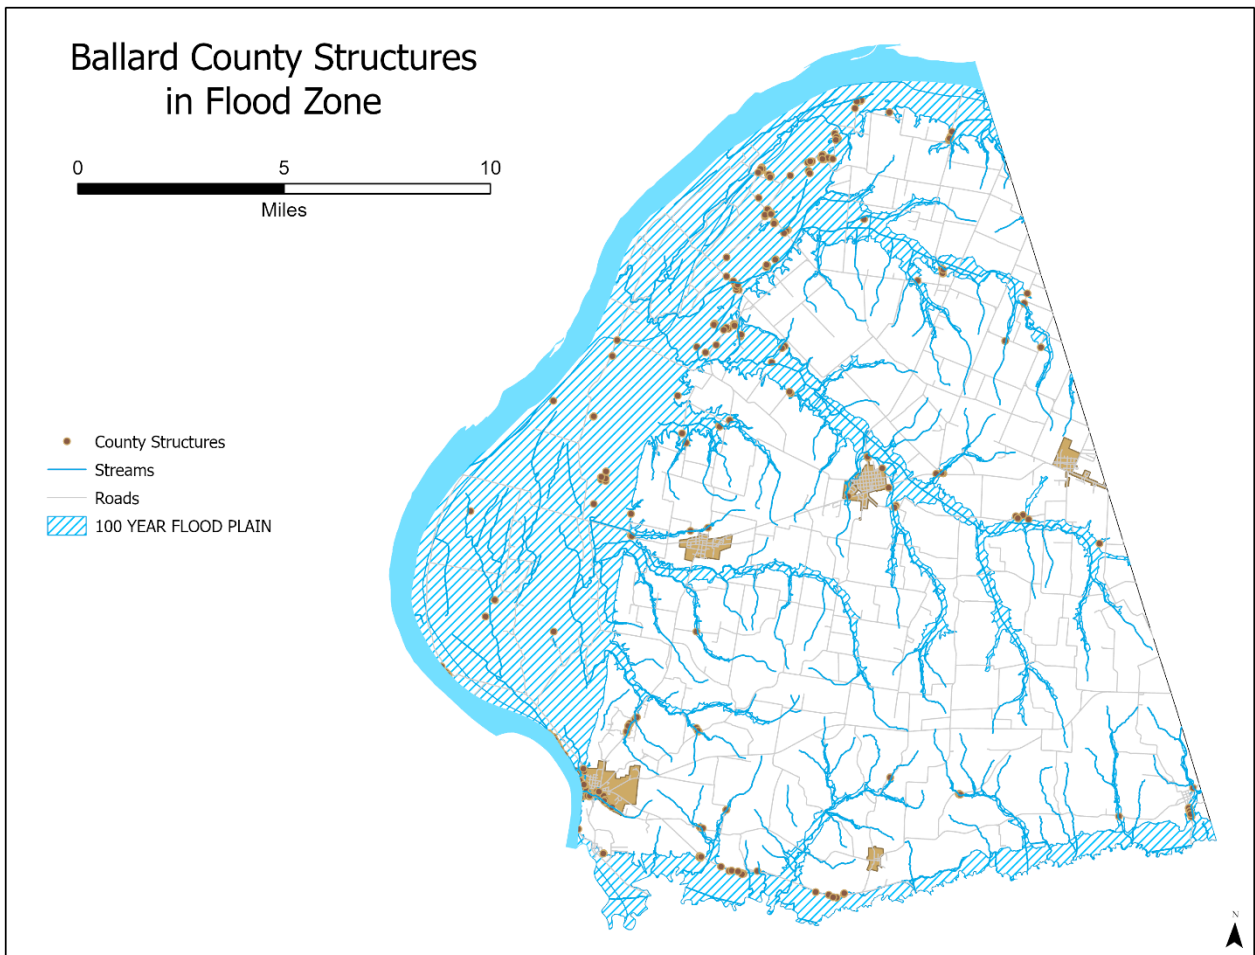 Ballard County Structures
in Flood Zone
0 5 10
Miles
County Structures
Streams
Roads
100 YEAR FLOOD PLAIN
N